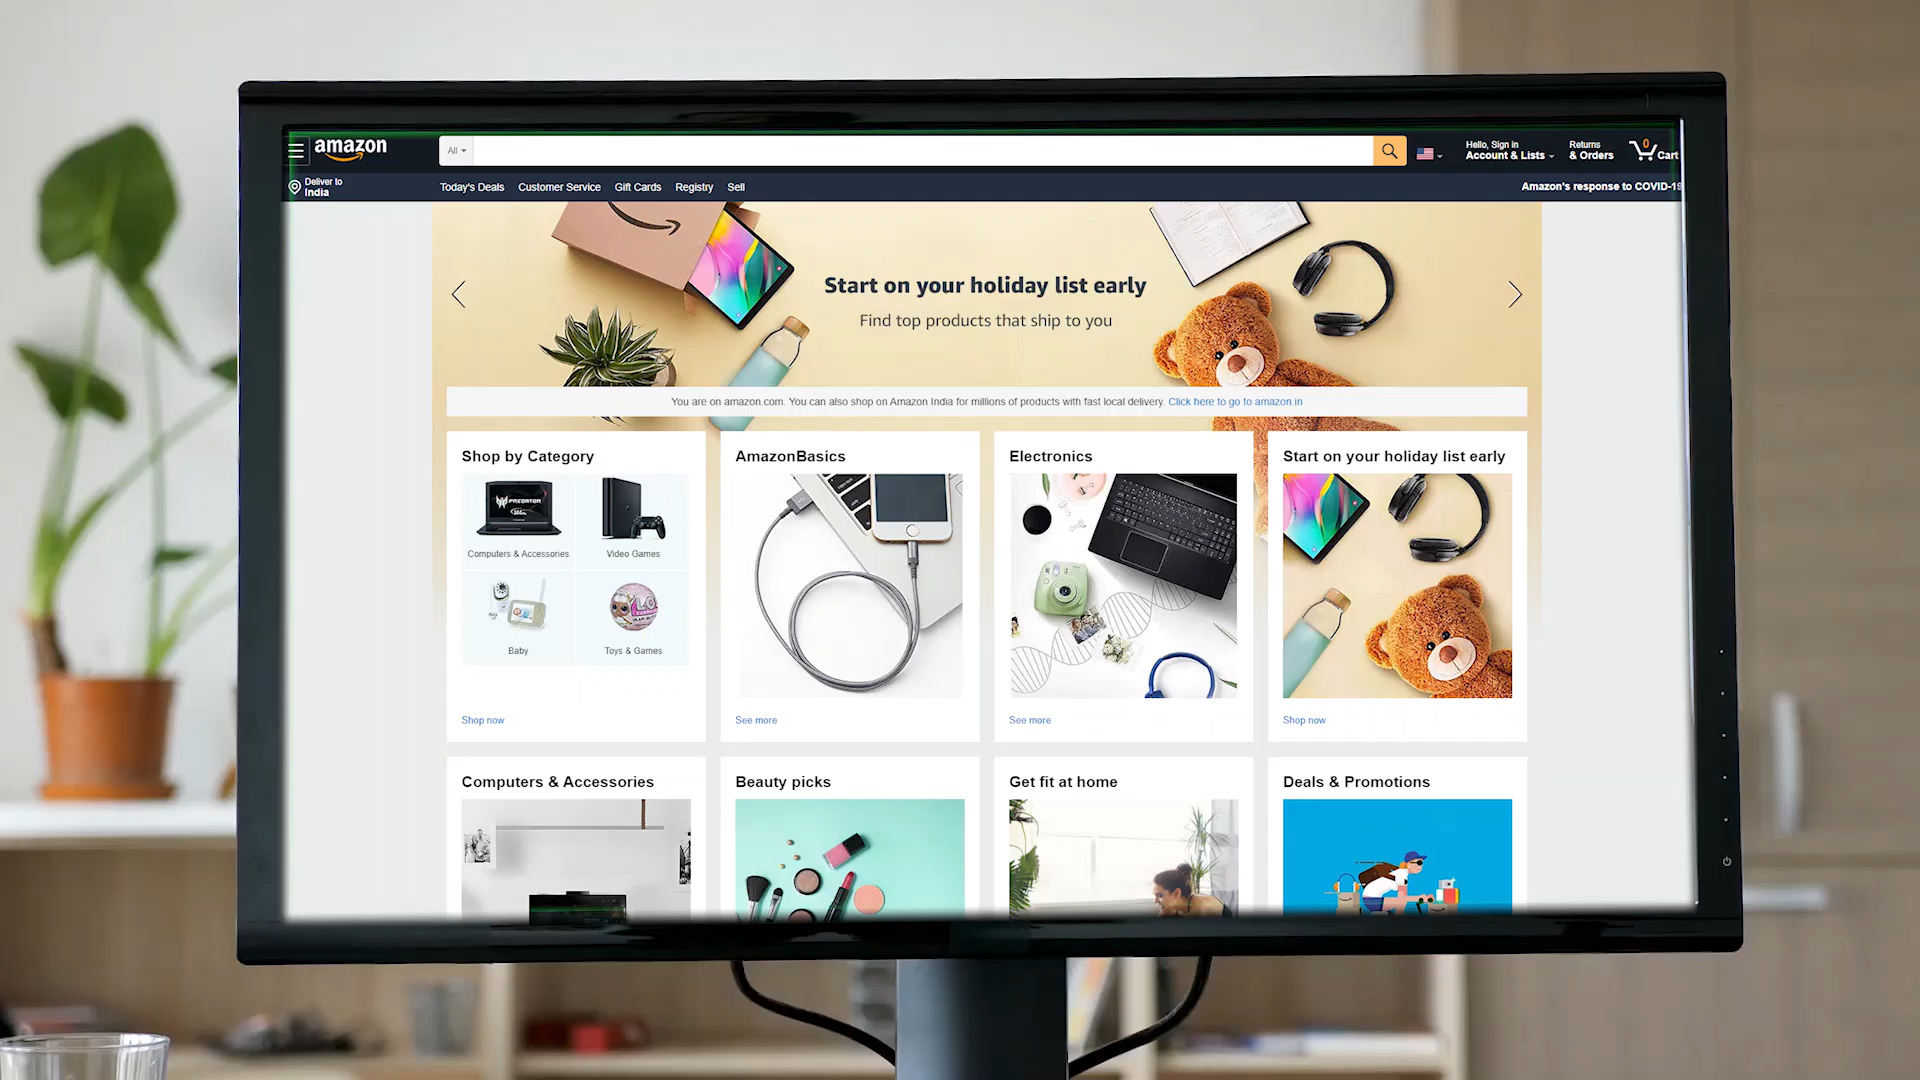 amazon
All
Hello, Sign in
Account & Lists
Returns
& Orders
0
Cart
Deliver to
India
Today's Deals
Customer Service
Gift Cards
Registry
Sell
Amazon's response to COVID-19
Start on your holiday list early
Find top products that ship to you
You are on amazon.com. You can also shop on Amazon India for millions of products with fast local delivery. Click here to go to amazon.in
Shop by Category
PREDATOR
Computers & Accessories
Video Games
Baby
Toys & Games
Shop now
AmazonBasics
See more
Electronics
See more
Start on your holiday list early
Shop now
Computers & Accessories
Beauty picks
Get fit at home
Deals & Promotions